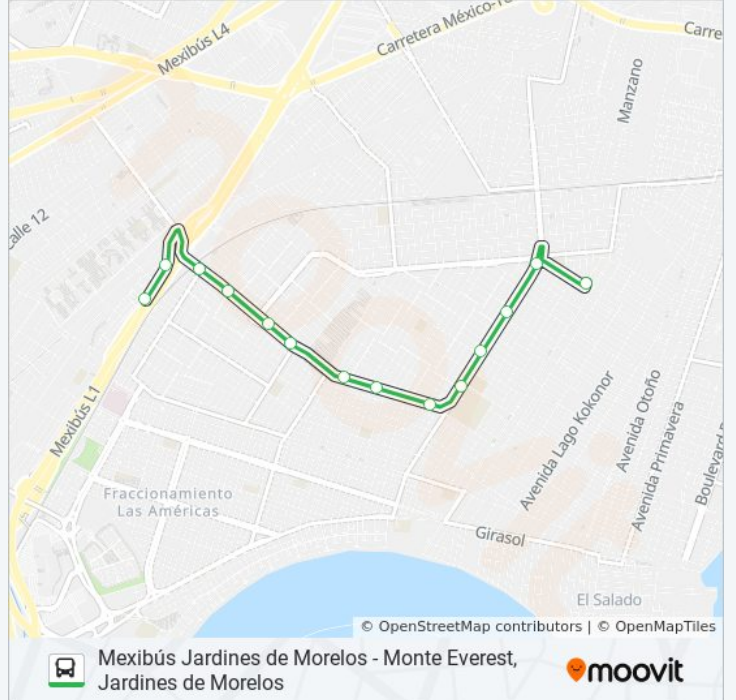 Mexibús L4
Carretera México-Te
Carre
Manzano
alle 12
Mexibús L1
Avenida Lago Kokonor
Avenida Otoño
Avenida Primavera
Boulevard
Fraccionamiento
Las Américas
Girasol
El Salado
© OpenStreetMap contributors | © OpenMapTiles
Mexibús Jardines de Morelos - Monte Everest,
Jardines de Morelos
moovit